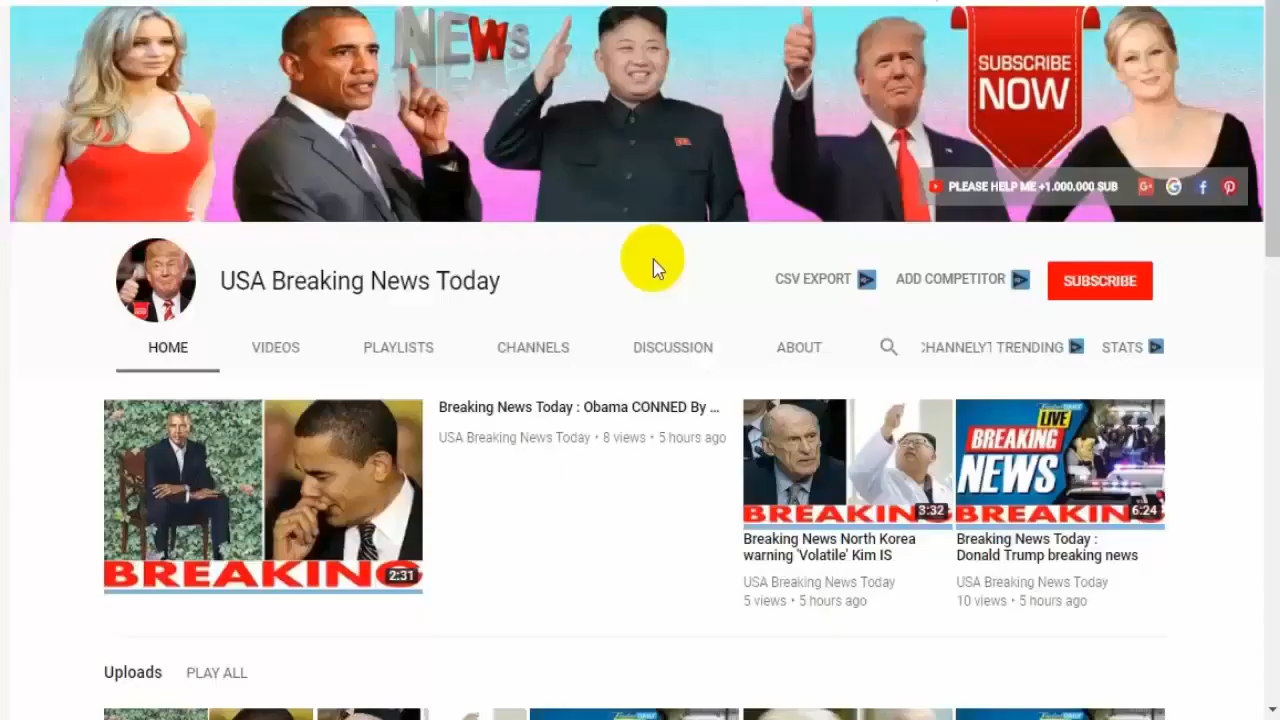 NEWS
SUBSCRIBE
NOW
PLEASE HELP ME +1.000.000 SUB
USA Breaking News Today
CSV EXPORT
ADD COMPETITOR
SUBSCRIBE
HOME
VIDEOS
PLAYLISTS
CHANNELS
DISCUSSION
ABOUT
TRENDING
STATS
Breaking News Today : Obama CONNED By ...
USA Breaking News Today • 8 views • 5 hours ago
BREAKING
2:31
BREAKIN
3:32
Breaking News North Korea
warning 'Volatile' Kim IS
USA Breaking News Today
5 views • 5 hours ago
LIVE
BREAKING
NEWS
BREAKIN
6:24
Breaking News Today :
Donald Trump breaking news
USA Breaking News Today
10 views • 5 hours ago
Uploads
PLAY ALL